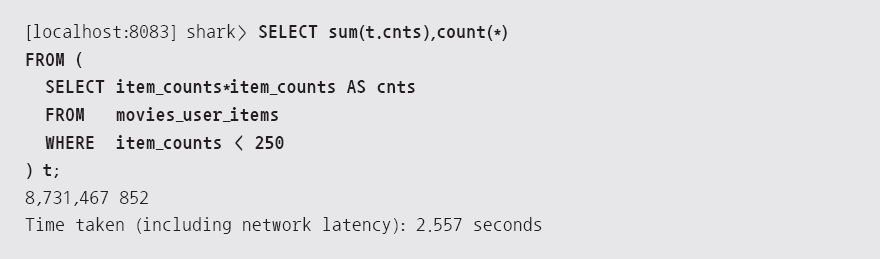 [localhost:8083] shark> SELECT sum(t.cnts),count(*)
FROM (
  SELECT item_counts*item_counts AS cnts
  FROM   movies_user_items
  WHERE  item_counts < 250
) t;
8,731,467 852
Time taken (including network latency): 2.557 seconds